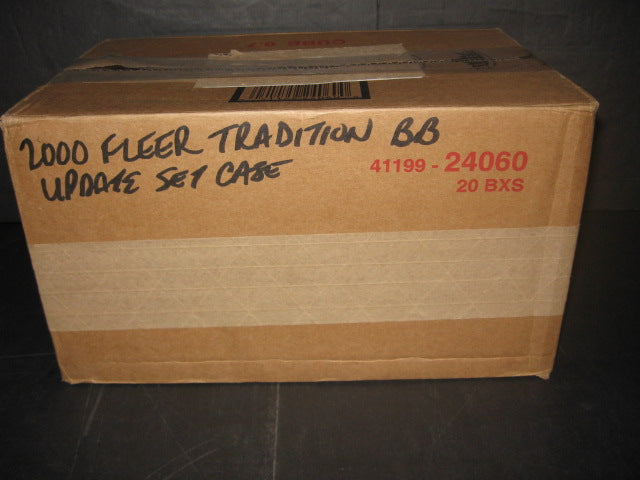 2000 FLEER TRADITION BB
UPDATE SET CASE
41199 - 24060
20 BXS